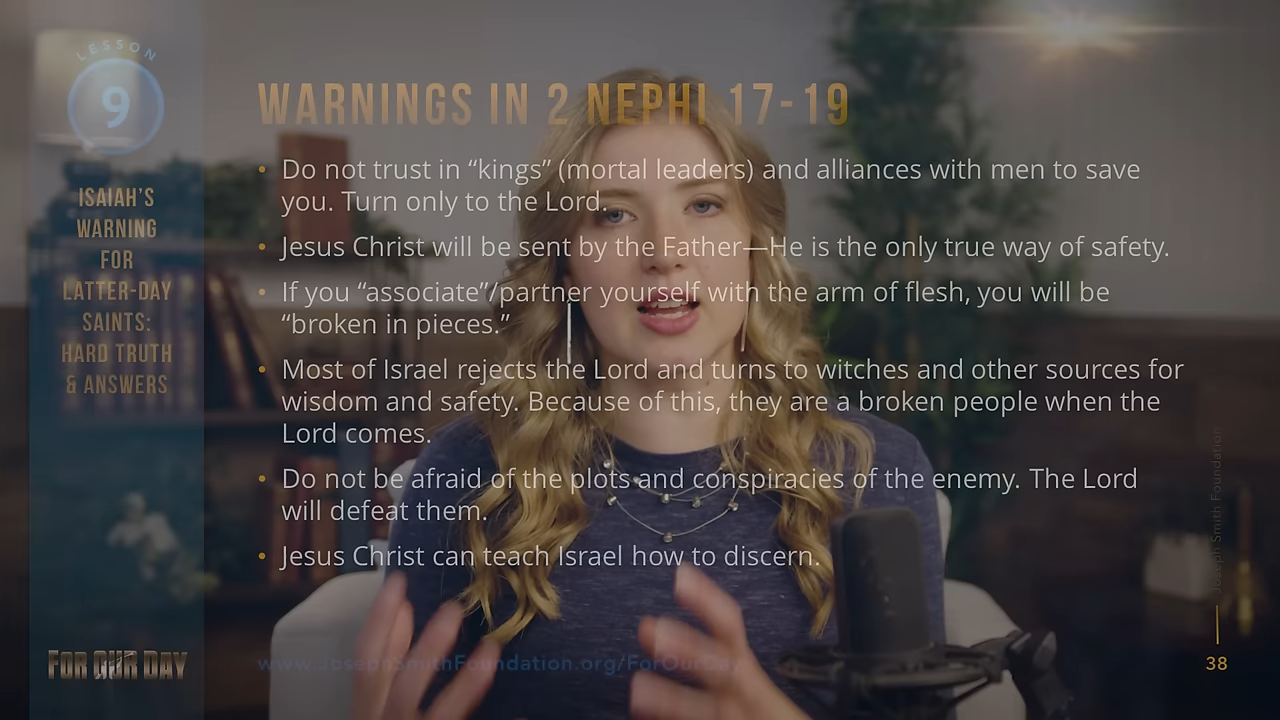 LESSON
9
ISAIAH'S
WARNING
FOR
LATTER-DAY
SAINTS:
HARD TRUTH
& ANSWERS
FOR OUR DAY
WARNINGS IN 2 NEPHI 17-19
• Do not trust in “kings” (mortal leaders) and alliances with men to save
you. Turn only to the Lord.
• Jesus Christ will be sent by the Father—He is the only true way of safety.
• If you “associate”/partner yourself with the arm of flesh, you will be
“broken in pieces.”
• Most of Israel rejects the Lord and turns to witches and other sources for
wisdom and safety. Because of this, they are a broken people when the
Lord comes.
• Do not be afraid of the plots and conspiracies of the enemy. The Lord
will defeat them.
• Jesus Christ can teach Israel how to discern.
www.JosephSmithFoundation.org/ForOurDay
Joseph Smith Foundation
38